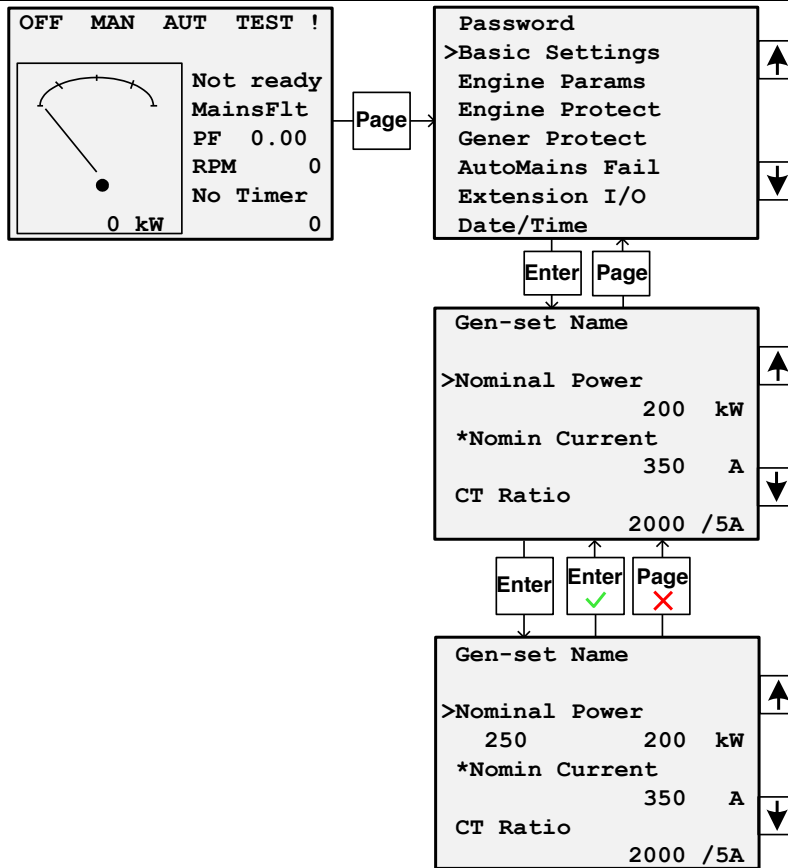 OFF MAN AUT TEST !
Not ready
MainsFlt
PF 0.00
RPM 0
No Timer
0 kW 0
Page
Password
>Basic Settings
Engine Params
Engine Protect
Gener Protect
AutoMains Fail
Extension I/O
Date/Time
Enter Page
Gen-set Name
>Nominal Power
200 kW
*Nomin Current
350 A
CT Ratio
2000 /5A
Enter Enter Page
Gen-set Name
>Nominal Power
250 200 kW
*Nomin Current
350 A
CT Ratio
2000 /5A